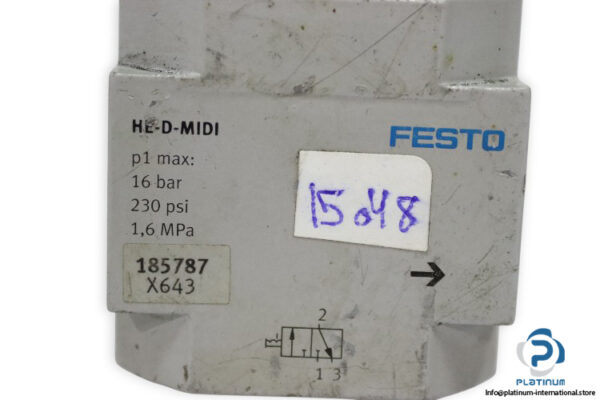 HE-D-MIDI
FESTO
p1 max:
16 bar
230 psi
1,6 MPa
15048
185787
X643
2
1 3
PLATINUM
Info@platinum-international.store